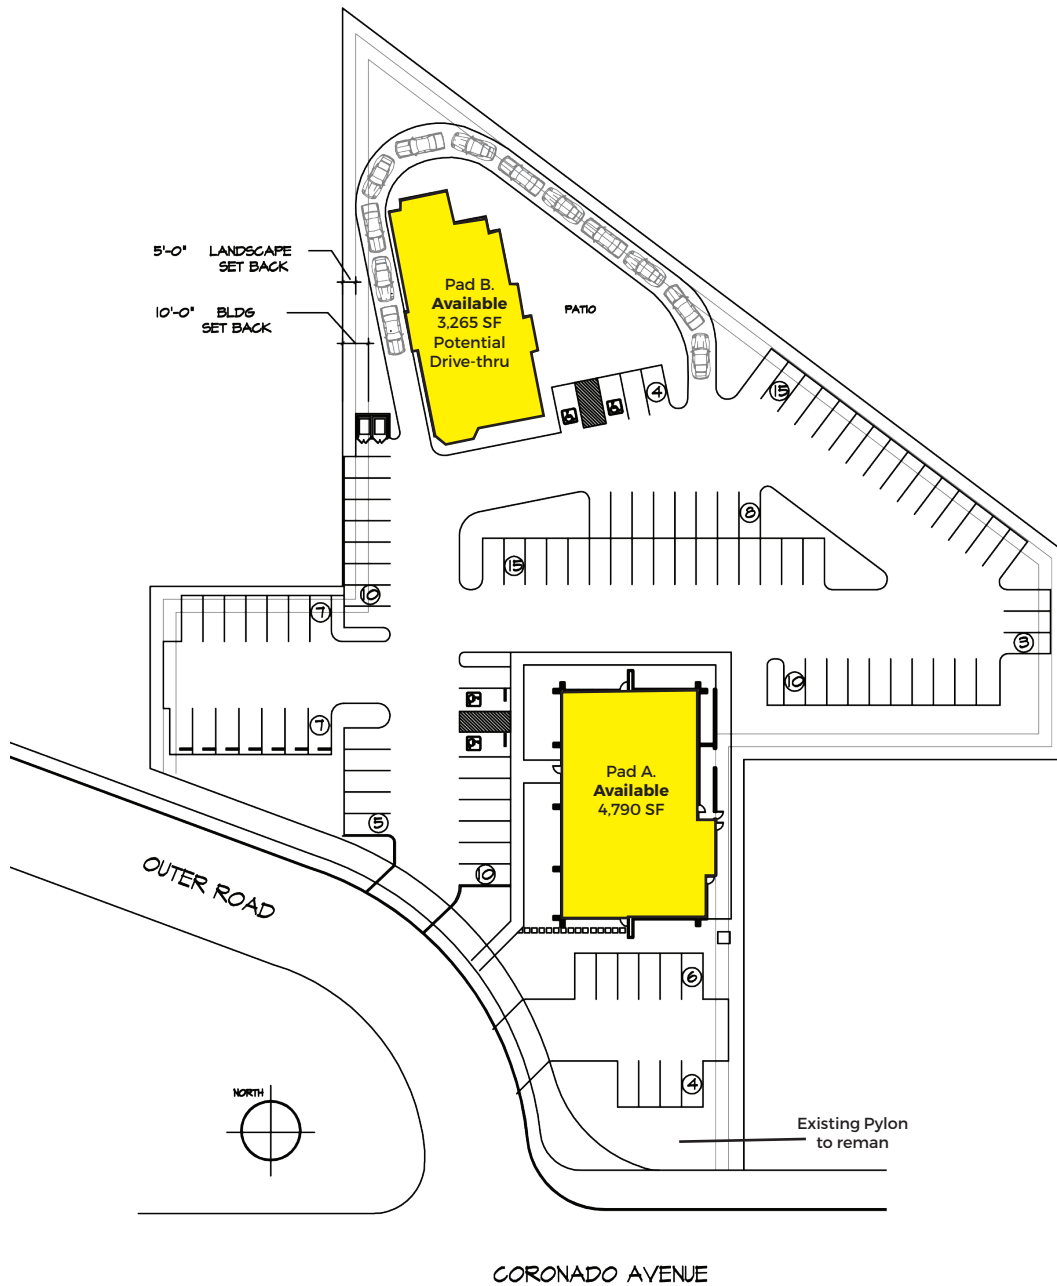 5'-0" LANDSCAPE
SET BACK
10'-0" BLDG
SET BACK
Pad B.
Available
3,265 SF
Potential
Drive-thru
PATIO
4
15
8
15
10
7
3
10
7
Pad A.
Available
4,790 SF
5
10
OUTER ROAD
6
4
NORTH
Existing Pylon
to reman
CORONADO AVENUE